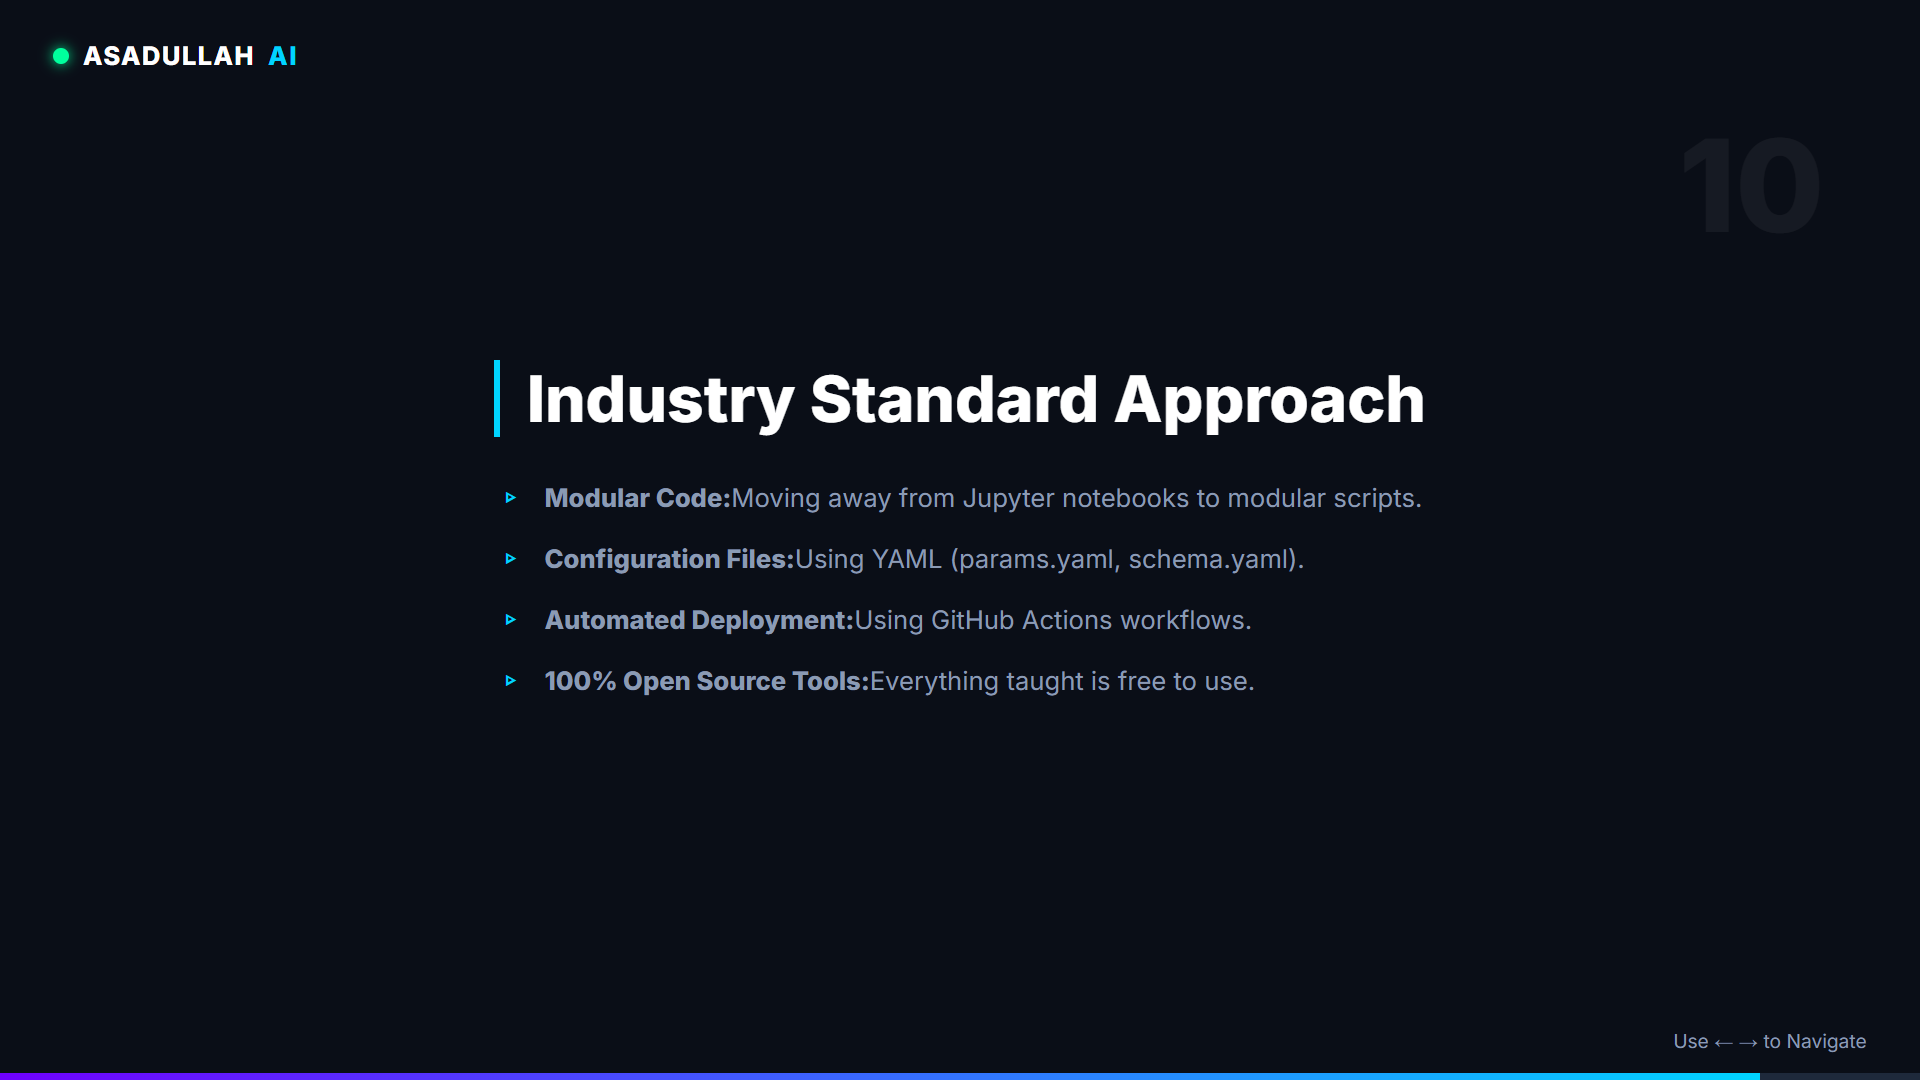 ASADULLAH AI
10
Industry Standard Approach
Modular Code:Moving away from Jupyter notebooks to modular scripts.
Configuration Files:Using YAML (params.yaml, schema.yaml).
Automated Deployment:Using GitHub Actions workflows.
100% Open Source Tools:Everything taught is free to use.
Use ← → to Navigate